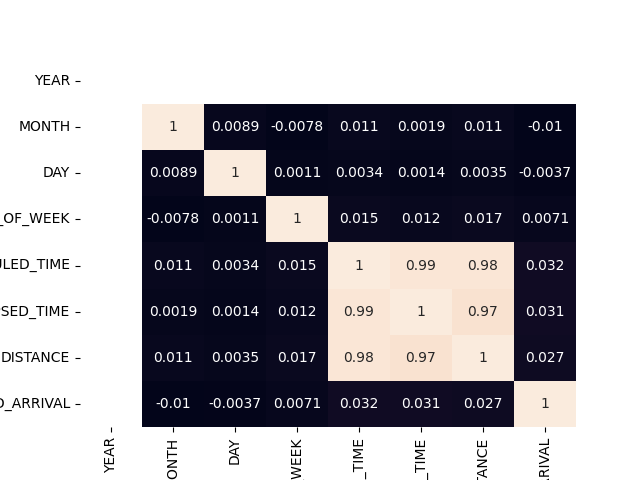 YEAR
MONTH 1 0.0089 -0.0078 0.011 0.0019 0.011 -0.01
DAY 0.0089 1 0.0011 0.0034 0.0014 0.0035 -0.0037
_OF_WEEK -0.0078 0.0011 1 0.015 0.012 0.017 0.0071
LED_TIME 0.011 0.0034 0.015 1 0.99 0.98 0.032
SED_TIME 0.0019 0.0014 0.012 0.99 1 0.97 0.031
DISTANCE 0.011 0.0035 0.017 0.98 0.97 1 0.027
_ARRIVAL -0.01 -0.0037 0.0071 0.032 0.031 0.027 1
YEAR ONTH DAY WEEK _TIME _TIME TANCE RIVAL